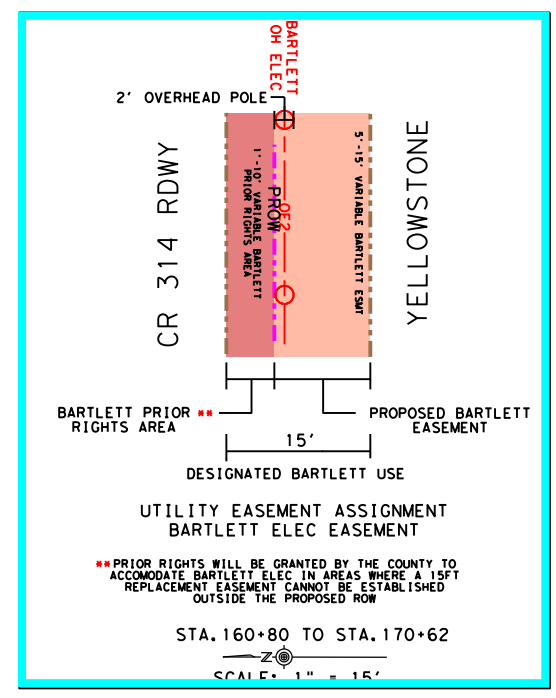 BARTLETT
OH ELEC
2' OVERHEAD POLE
CR 314 RDWY
1'-10' VARIABLE BARTLETT
PRIOR RIGHTS AREA
PROW
OE2
5'-15' VARIABLE BARTLETT ESMT
YELLOWSTONE
BARTLETT PRIOR **
RIGHTS AREA
PROPOSED BARTLETT
EASEMENT
15'
DESIGNATED BARTLETT USE
UTILITY EASEMENT ASSIGNMENT
BARTLETT ELEC EASEMENT
**PRIOR RIGHTS WILL BE GRANTED BY THE COUNTY TO
ACCOMODATE BARTLETT ELEC IN AREAS WHERE A 15FT
REPLACEMENT EASEMENT CANNOT BE ESTABLISHED
OUTSIDE THE PROPOSED ROW
STA.160+80 TO STA.170+62
Z
SCALE: 1" = 15'